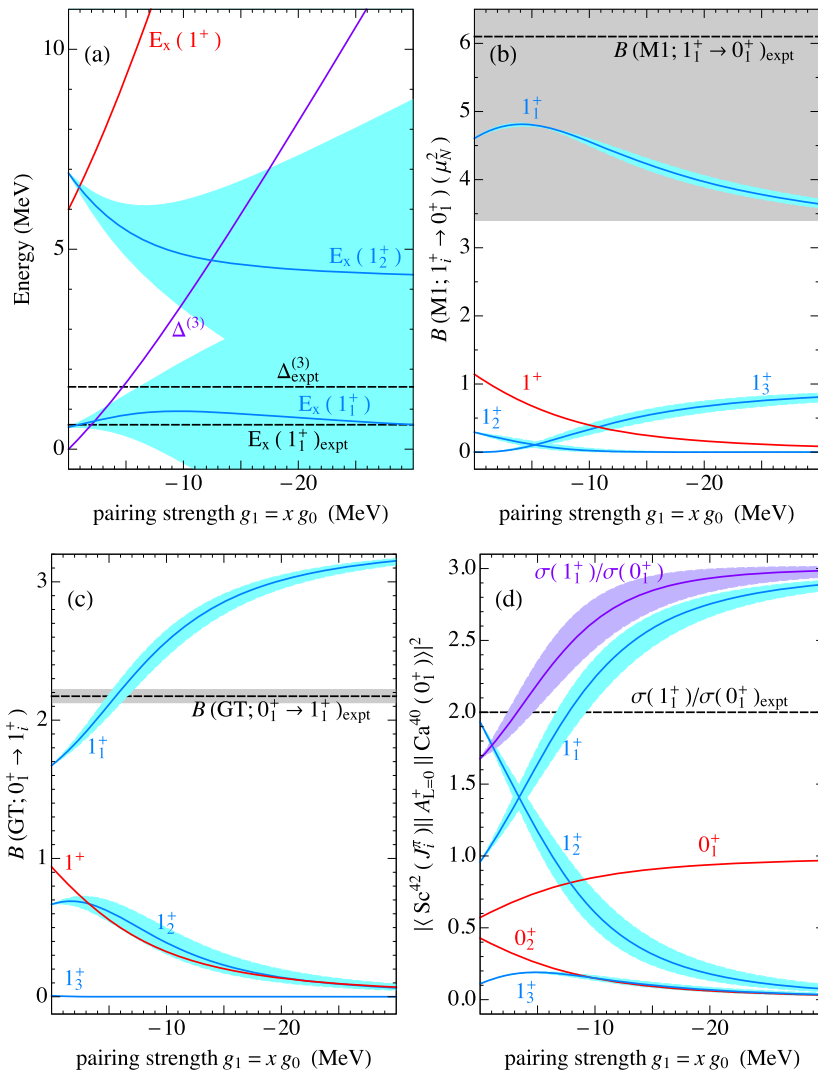 (a)
E_x(1^+)
E_x(1_2^+)
Δ^(3)
Δ^(3)_expt
E_x(1_1^+)
E_x(1_1^+)_expt
Energy (MeV)
10
5
0
−10
−20
pairing strength g_1 = x g_0 (MeV)
(b)
B(M1; 1_1^+ → 0_1^+)_expt
1_1^+
1^+
1_3^+
1_2^+
B(M1; 1_i^+ → 0_1^+) (μ_N^2)
6
5
4
3
2
1
0
−10
−20
pairing strength g_1 = x g_0 (MeV)
(c)
B(GT; 0_1^+ → 1_1^+)_expt
1_1^+
1^+
1_2^+
1_3^+
B(GT; 0_1^+ → 1_i^+)
3
2
1
0
−10
−20
pairing strength g_1 = x g_0 (MeV)
(d)
σ(1_1^+)/σ(0_1^+)
σ(1_1^+)/σ(0_1^+)_expt
1_1^+
1_2^+
0_1^+
0_2^+
1_3^+
|⟨Sc^42(J_i^π)||A^+_L=0||Ca^40(0_1^+)⟩|^2
3.0
2.5
2.0
1.5
1.0
0.5
0.0
−10
−20
pairing strength g_1 = x g_0 (MeV)